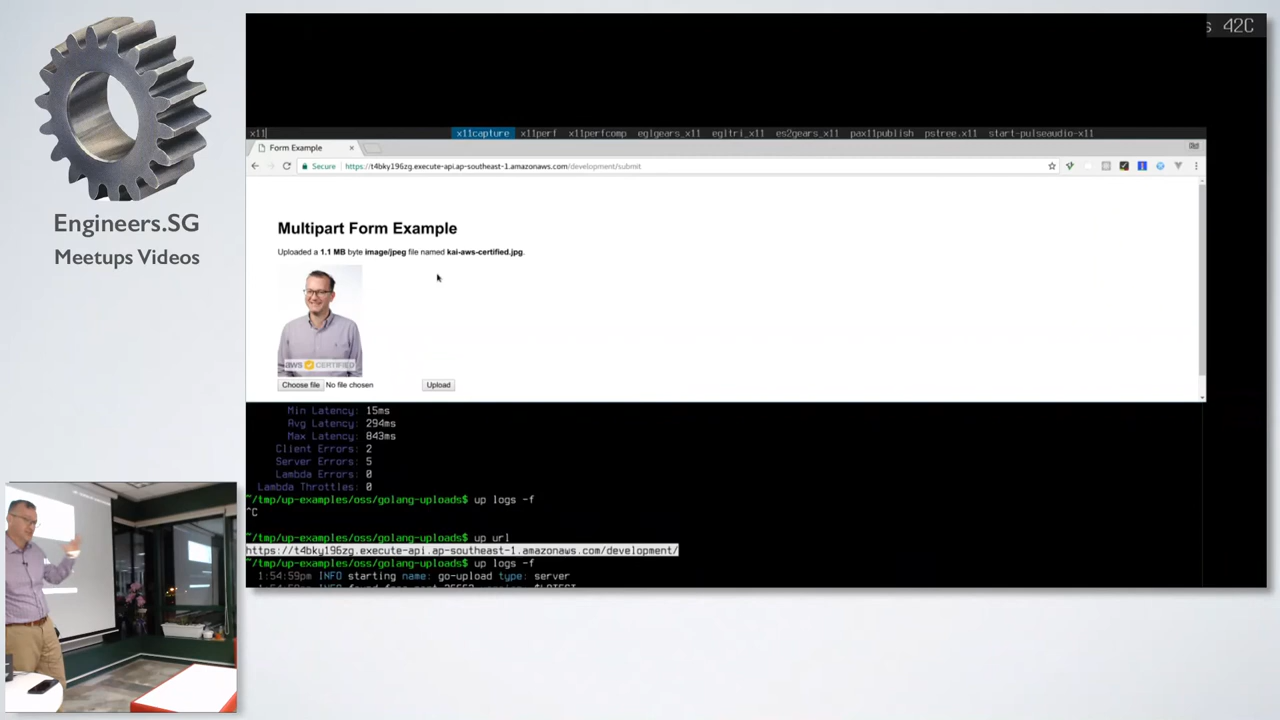 Engineers.SG
Meetups Videos
s 42C
x11 x11capture x11perf x11perfcomp eglgears_x11 egltri_x11 es2gears_x11 pax11publish pstree.x11 start-pulseaudio-x11
Form Example
Secure https://t4bky196zg.execute-api.ap-southeast-1.amazonaws.com/development/submit
Multipart Form Example
Uploaded a 1.1 MB byte image/jpeg file named kai-aws-certified.jpg.
aws CERTIFIED
Choose file No file chosen Upload
Min Latency: 15ms
Avg Latency: 294ms
Max Latency: 843ms
Client Errors: 2
Server Errors: 5
Lambda Errors: 0
Lambda Throttles: 0
~/tmp/up-examples/oss/golang-uploads$ up logs -f
^C
~/tmp/up-examples/oss/golang-uploads$ up url
https://t4bky196zg.execute-api.ap-southeast-1.amazonaws.com/development/
~/tmp/up-examples/oss/golang-uploads$ up logs -f
1:54:59pm INFO starting name: go-upload type: server